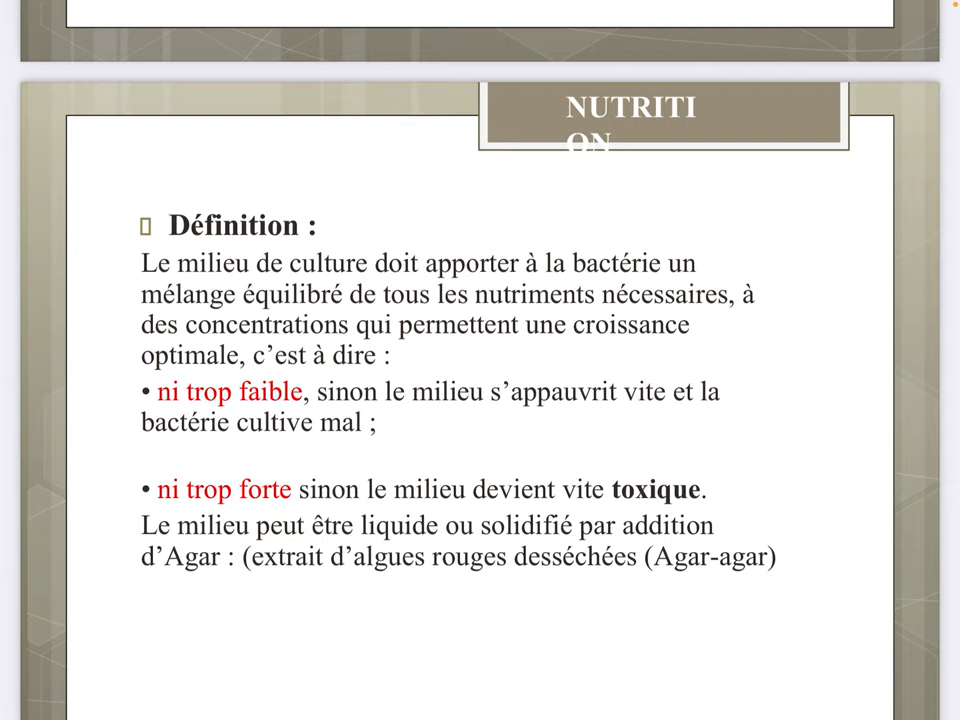 NUTRITI
ON
Définition :
Le milieu de culture doit apporter à la bactérie un
mélange équilibré de tous les nutriments nécessaires, à
des concentrations qui permettent une croissance
optimale, c’est à dire :
• ni trop faible, sinon le milieu s’appauvrit vite et la
bactérie cultive mal ;
• ni trop forte sinon le milieu devient vite toxique.
Le milieu peut être liquide ou solidifié par addition
d’Agar : (extrait d’algues rouges desséchées (Agar-agar)